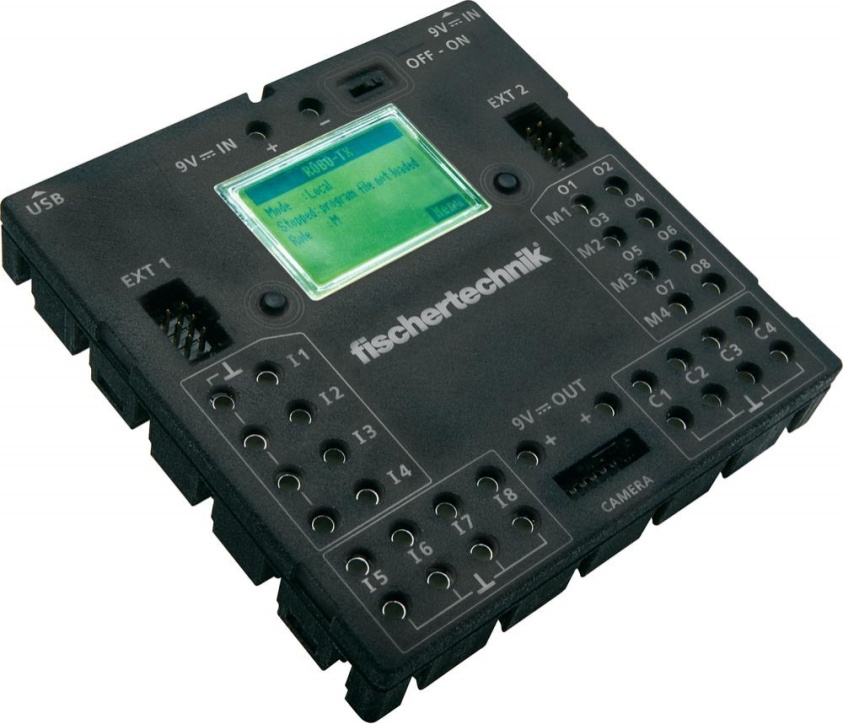 9V⎓IN
OFF - ON
9V⎓IN
+
−
USB
EXT 2
ROBO-TX
Mode :Local
Stopped:program file not loaded
Role :M
Menu
EXT 1
fischertechnik
O1 O2
M1
O3 O4
M2
O5 O6
M3
O7 O8
M4
I1
I2
I3
I4
C1 C2 C3 C4
9V⎓OUT
+ +
CAMERA
I5 I6 I7 I8